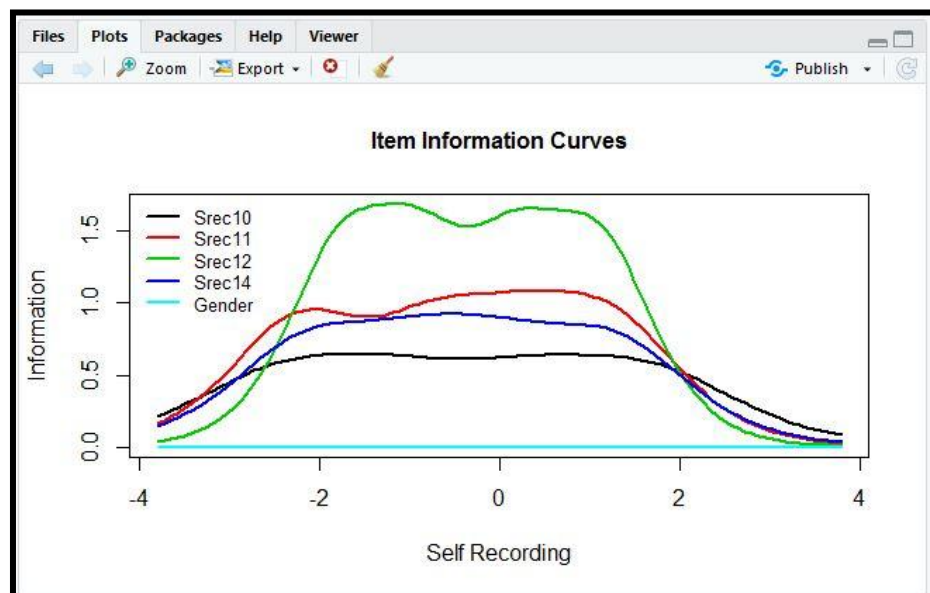 Files Plots Packages Help Viewer
Zoom Export Publish
Item Information Curves
Information
1.5
1.0
0.5
0.0
Srec10
Srec11
Srec12
Srec14
Gender
-4 -2 0 2 4
Self Recording